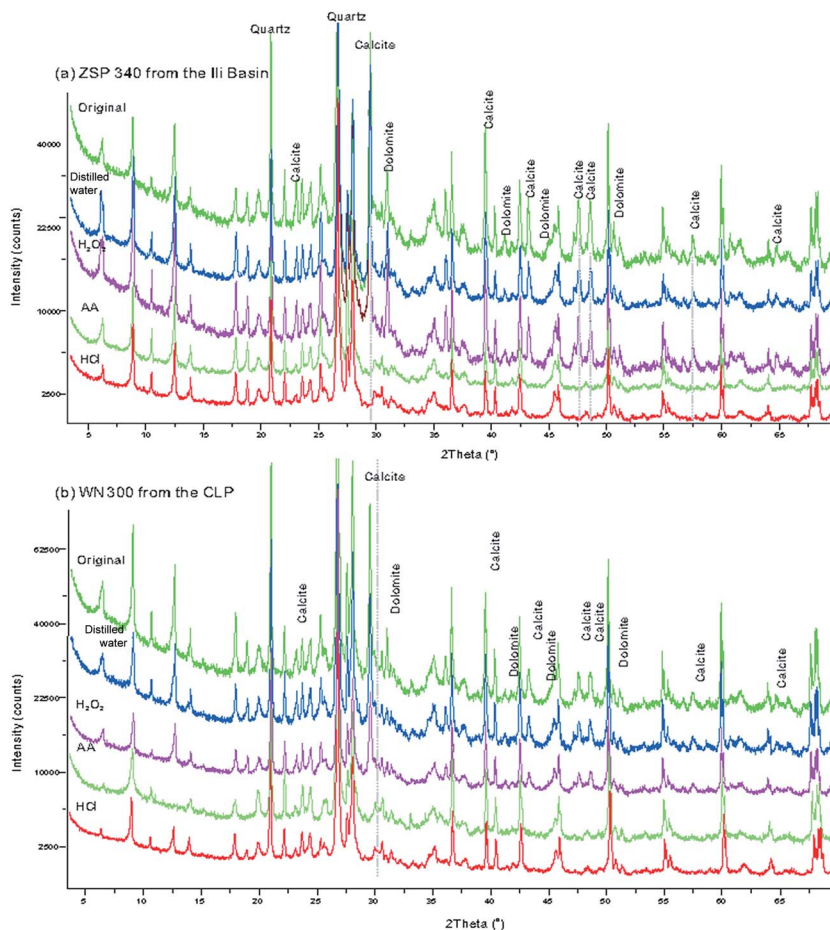 Quartz
Quartz
Calcite
(a) ZSP 340 from the Ili Basin
Original
Distilled
water
H₂O₂
AA
HCl
Calcite
Dolomite
Calcite
Dolomite
Calcite
Dolomite
Calcite
Calcite
Dolomite
Calcite
Calcite
Intensity (counts)
40000
22500
10000
2500
5 10 15 20 25 30 35 40 45 50 55 60 65
2Theta (°)
(b) WN300 from the CLP
Calcite
Original
Distilled
water
H₂O₂
AA
HCl
Calcite
Dolomite
Calcite
Dolomite
Calcite
Dolomite
Calcite
Calcite
Dolomite
Calcite
Calcite
Intensity (counts)
62500
40000
22500
10000
2500
5 10 15 20 25 30 35 40 45 50 55 60 65
2Theta (°)